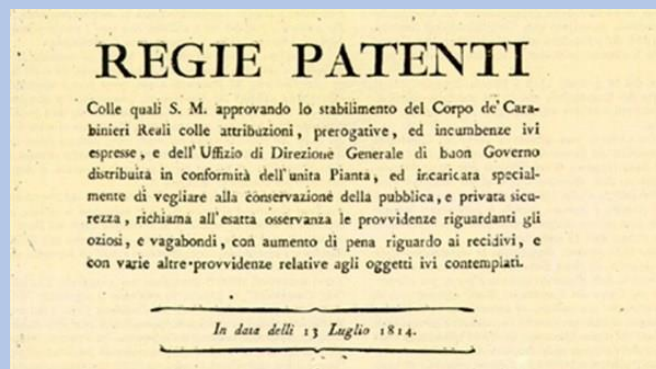 REGIE PATENTI
Colle quali S. M. approvando lo stabilimento del Corpo de' Cara-
binieri Reali colle attribuzioni, prerogative, ed incumbenze ivi
espresse, e dell' Uffizio di Direzione Generale di buon Governo
distribuita in conformità dell' unita Pianta, ed incaricata special-
mente di vegliare alla conservazione della pubblica, e privata sicu-
rezza, richiama all' esatta osservanza le provvidenze riguardanti gli
oziosi, e vagabondi, con aumento di pena riguardo ai recidivi, e
con varie altre provvidenze relative agli oggetti ivi contemplati.
In data delli 13 Luglio 1814.